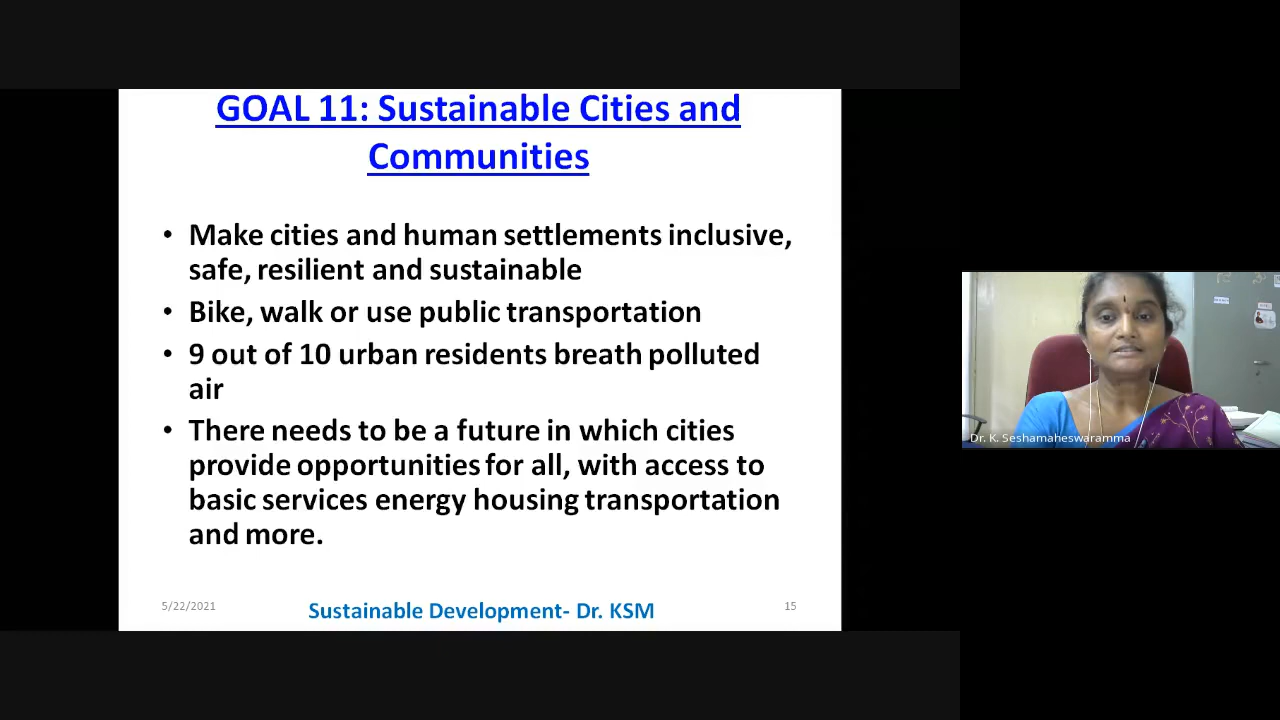 GOAL 11: Sustainable Cities and
Communities
• Make cities and human settlements inclusive,
safe, resilient and sustainable
• Bike, walk or use public transportation
• 9 out of 10 urban residents breath polluted
air
• There needs to be a future in which cities
provide opportunities for all, with access to
basic services energy housing transportation
and more.
5/22/2021
Sustainable Development- Dr. KSM
15
Dr. K. Seshamaheswaramma